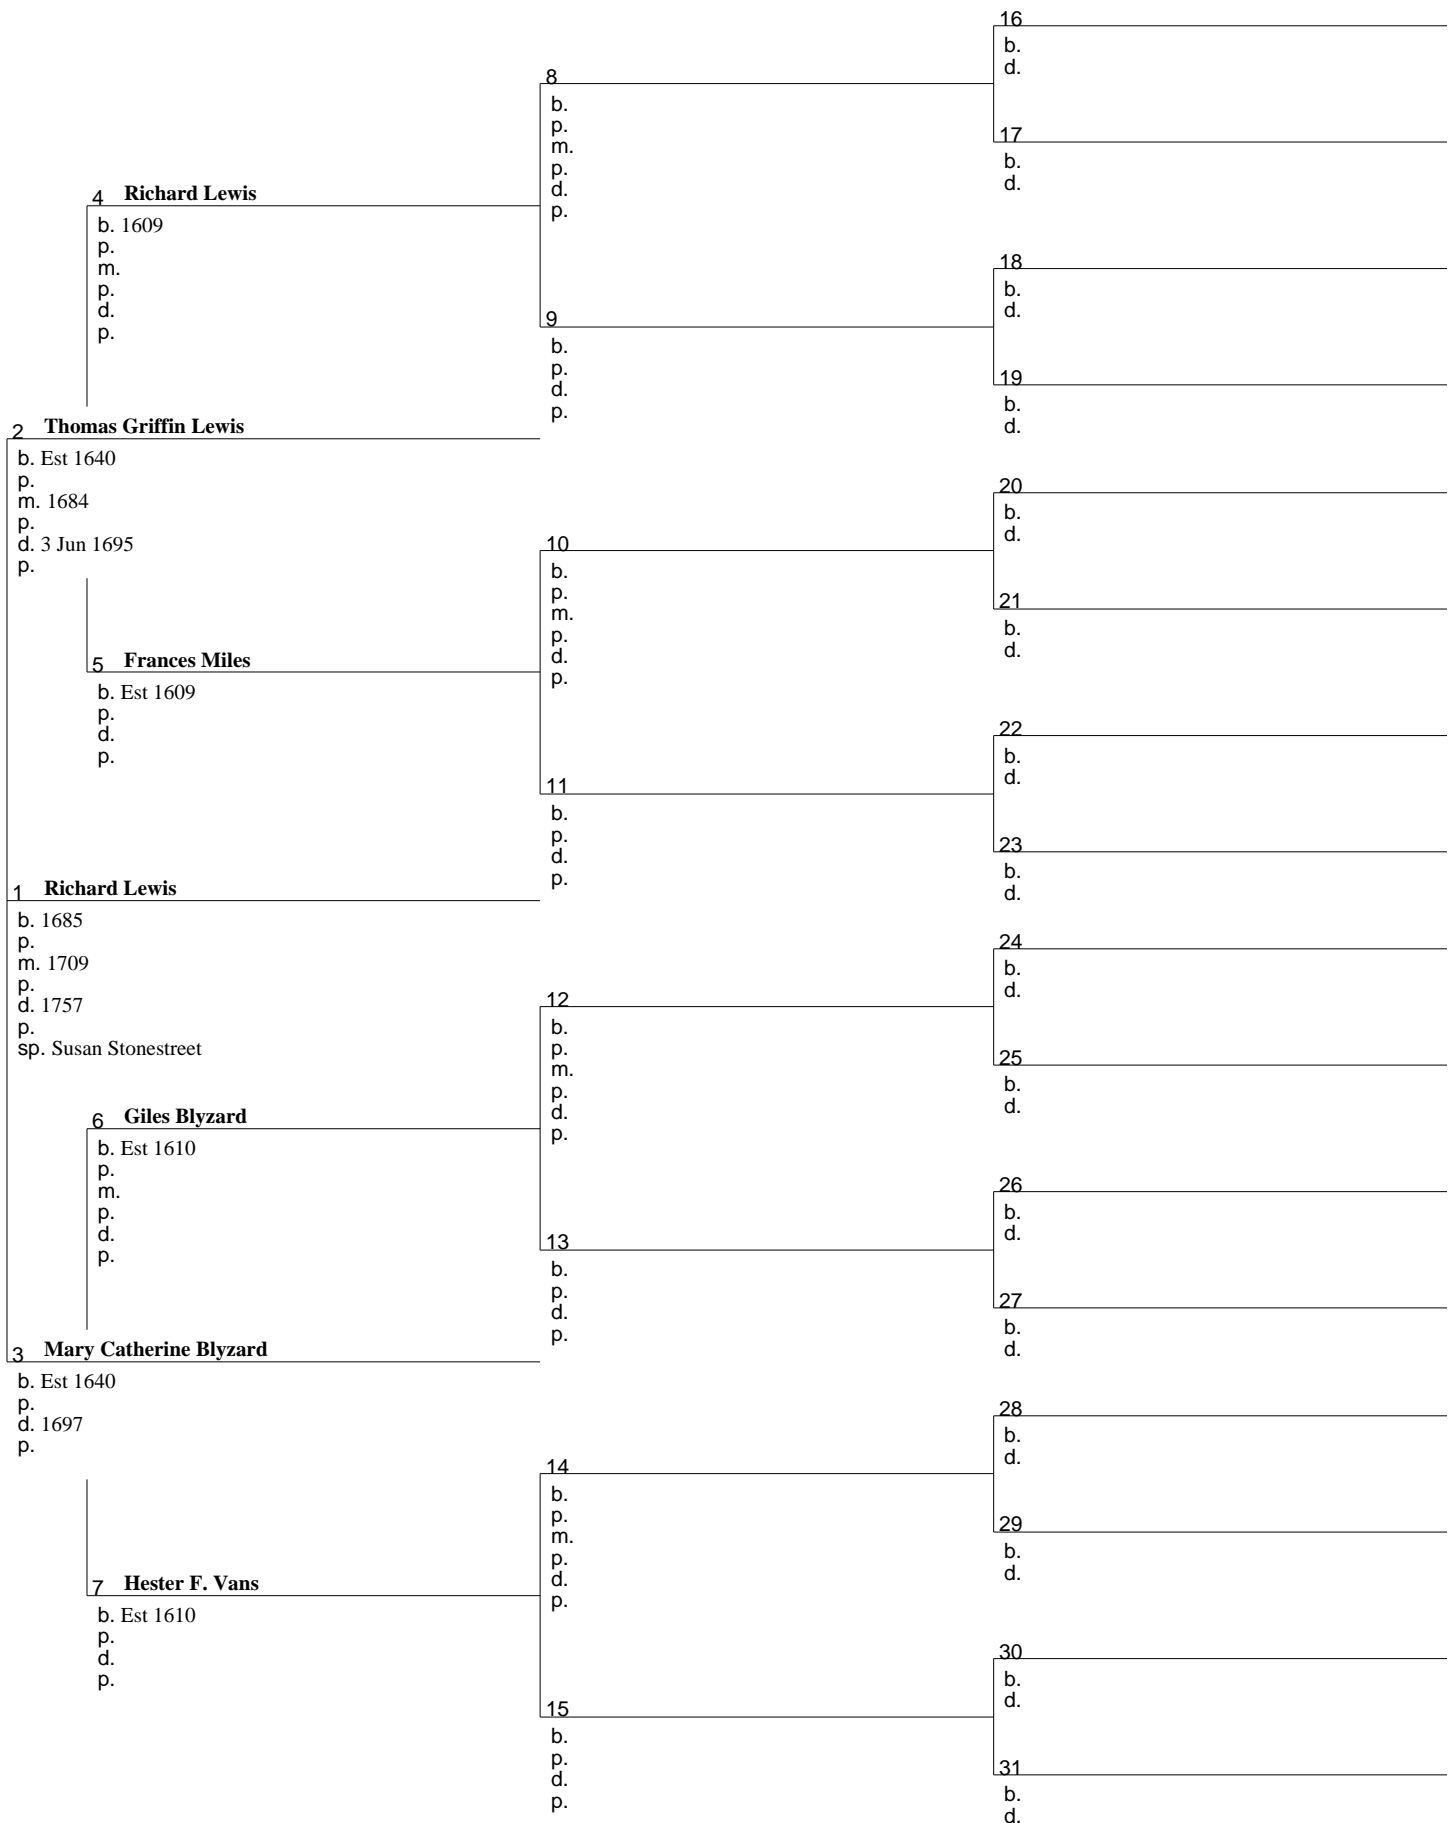 16
b.
d.
8
b.
p.
m.
p.
d.
p.
17
b.
d.
4 Richard Lewis
b. 1609
p.
m.
p.
d.
p.
18
b.
d.
9
b.
p.
d.
p.
19
b.
d.
2 Thomas Griffin Lewis
b. Est 1640
p.
m. 1684
p.
d. 3 Jun 1695
p.
20
b.
d.
10
b.
p.
m.
p.
d.
p.
21
b.
d.
5 Frances Miles
b. Est 1609
p.
d.
p.
22
b.
d.
11
b.
p.
d.
p.
23
b.
d.
1 Richard Lewis
b. 1685
p.
m. 1709
p.
d. 1757
p.
sp. Susan Stonestreet
24
b.
d.
12
b.
p.
m.
p.
d.
p.
25
b.
d.
6 Giles Blyzard
b. Est 1610
p.
m.
p.
d.
p.
26
b.
d.
13
b.
p.
d.
p.
27
b.
d.
3 Mary Catherine Blyzard
b. Est 1640
p.
d. 1697
p.
28
b.
d.
14
b.
p.
m.
p.
d.
p.
29
b.
d.
7 Hester F. Vans
b. Est 1610
p.
d.
p.
30
b.
d.
15
b.
p.
d.
p.
31
b.
d.